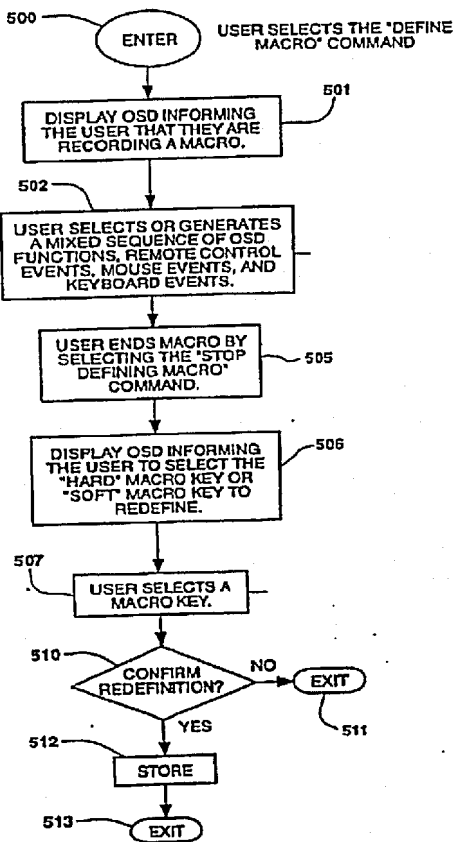 500
ENTER
USER SELECTS THE "DEFINE
MACRO" COMMAND
501
DISPLAY OSD INFORMING
THE USER THAT THEY ARE
RECORDING A MACRO.
502
USER SELECTS OR GENERATES
A MIXED SEQUENCE OF OSD
FUNCTIONS, REMOTE CONTROL
EVENTS, MOUSE EVENTS, AND
KEYBOARD EVENTS.
USER ENDS MACRO BY
SELECTING THE "STOP
DEFINING MACRO"
COMMAND.
505
DISPLAY OSD INFORMING
THE USER TO SELECT THE
"HARD" MACRO KEY OR
"SOFT" MACRO KEY TO
REDEFINE.
506
507
USER SELECTS A
MACRO KEY.
510
CONFIRM
REDEFINITION?
NO
EXIT
511
YES
512
STORE
513
EXIT